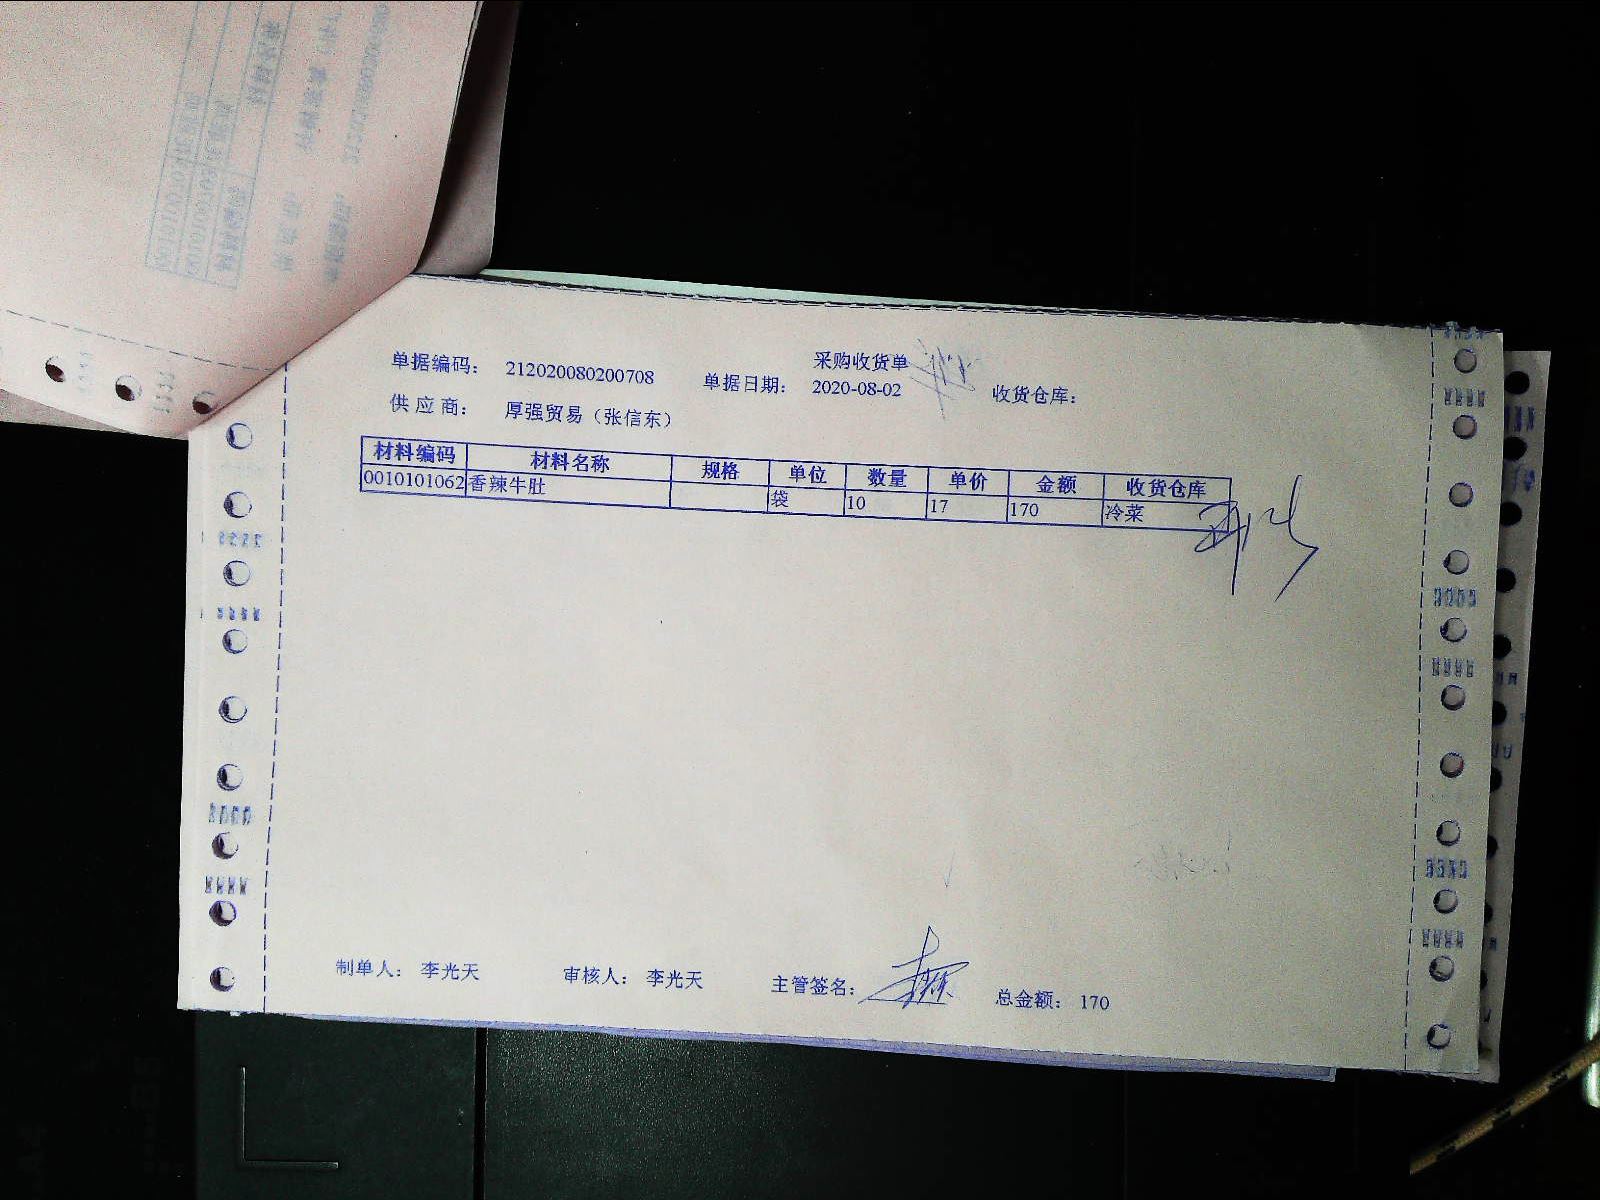 采购收货单
单据编码： 212020080200708 单据日期： 2020-08-02 收货仓库：
供 应 商： 厚强贸易（张信东）
材料编码 材料名称 规格 单位 数量 单价 金额 收货仓库
0010101062 香辣牛肚 袋 10 17 170 冷菜
制单人： 李光天 审核人： 李光天 主管签名： 总金额： 170